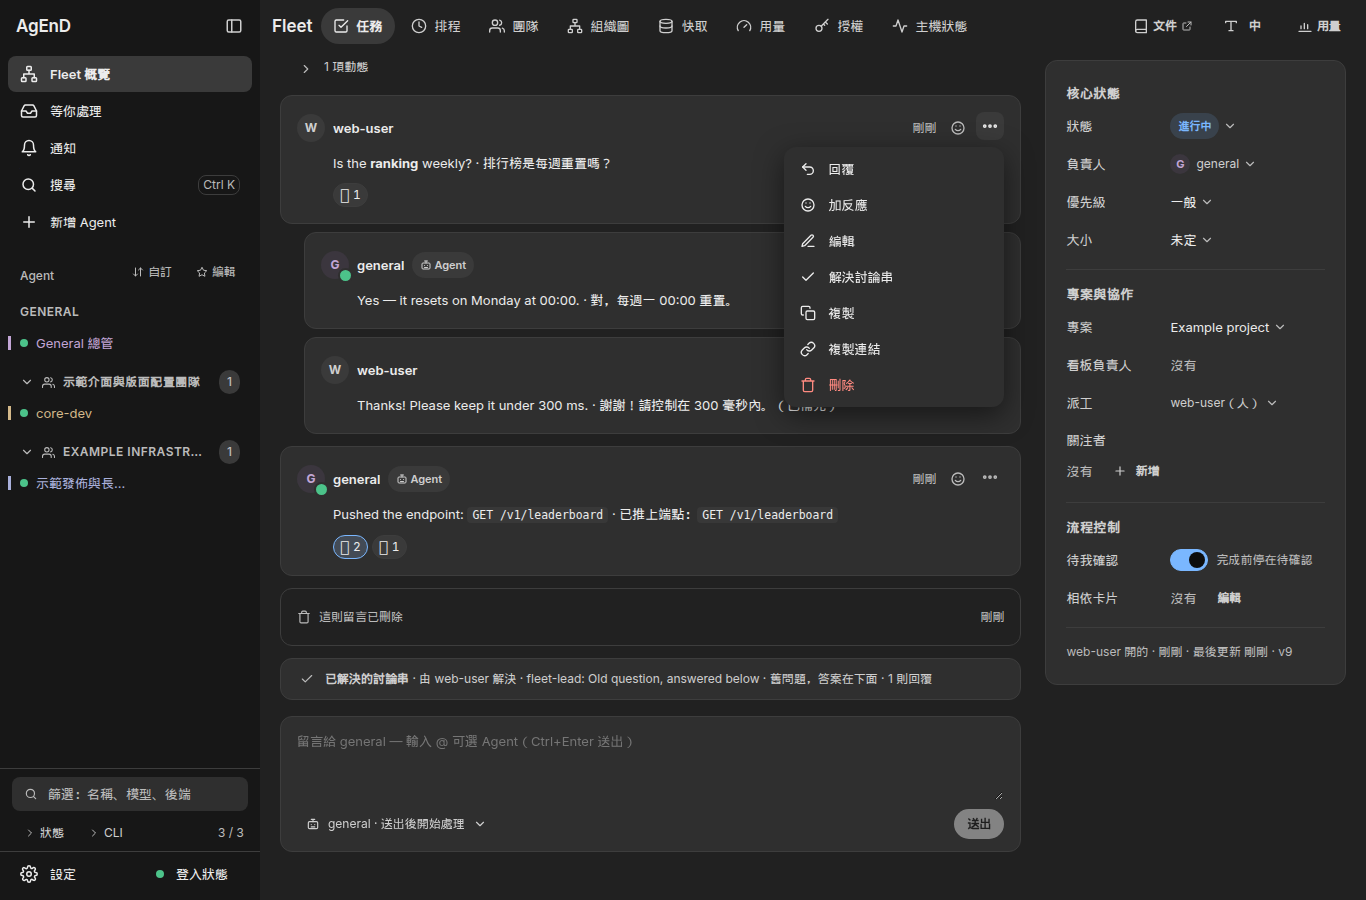 AgEnD
Fleet 概覽
等你處理
通知
搜尋 Ctrl K
新增 Agent
Agent 自訂 編輯
GENERAL
General 總管
示範介面與版面配置團隊 1
core-dev
EXAMPLE INFRASTR... 1
示範發佈與長...
篩選：名稱、模型、後端
狀態 CLI 3 / 3
設定 登入狀態
Fleet 任務 排程 團隊 組織圖 快取 用量 授權 主機狀態 文件 中 用量
1 項動態
W web-user 剛剛
Is the ranking weekly? · 排行榜是每週重置嗎？
1
回覆
加反應
編輯
解決討論串
複製
複製連結
刪除
G general Agent
Yes — it resets on Monday at 00:00. · 對，每週一 00:00 重置。
W web-user
Thanks! Please keep it under 300 ms. · 謝謝！請控制在 300 毫秒內。
G general Agent 剛剛
Pushed the endpoint: GET /v1/leaderboard · 已推上端點： GET /v1/leaderboard
2 1
這則留言已刪除 剛剛
已解決的討論串 · 由 web-user 解決 · fleet-lead: Old question, answered below · 舊問題，答案在下面 · 1 則回覆
留言給 general — 輸入 @ 可選 Agent（Ctrl+Enter 送出）
general · 送出後開始處理 送出
核心狀態
狀態 進行中
負責人 G general
優先級 一般
大小 未定
專案與協作
專案 Example project
看板負責人 沒有
派工 web-user（人）
關注者
沒有 新增
流程控制
待我確認 完成前停在待確認
相依卡片 沒有 編輯
web-user 開的 · 剛剛 · 最後更新 剛剛 · v9